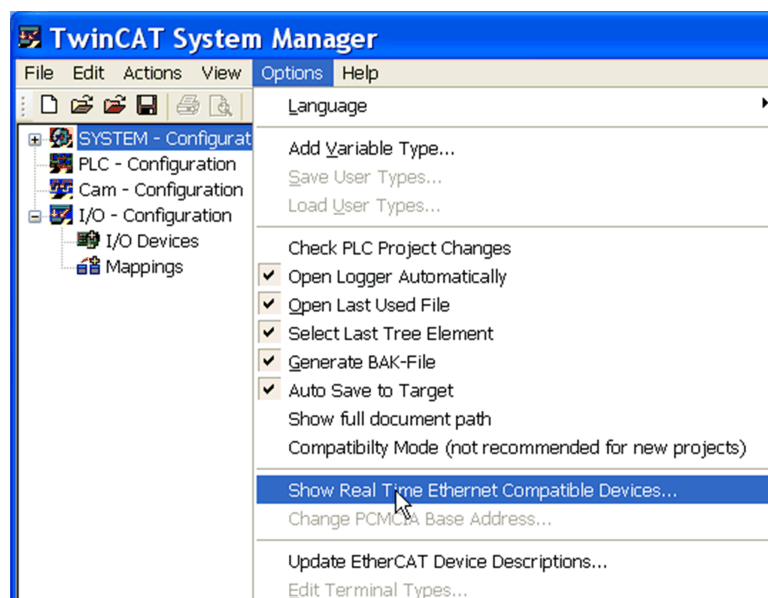 TwinCAT System Manager
File Edit Actions View Options Help
SYSTEM - Configurat
PLC - Configuration
Cam - Configuration
I/O - Configuration
I/O Devices
Mappings
Language
Add Variable Type...
Save User Types...
Load User Types...
Check PLC Project Changes
Open Logger Automatically
Open Last Used File
Select Last Tree Element
Generate BAK-File
Auto Save to Target
Show full document path
Compatibilty Mode (not recommended for new projects)
Show Real Time Ethernet Compatible Devices...
Change PCMCIA Base Address...
Update EtherCAT Device Descriptions...
Edit Terminal Types...